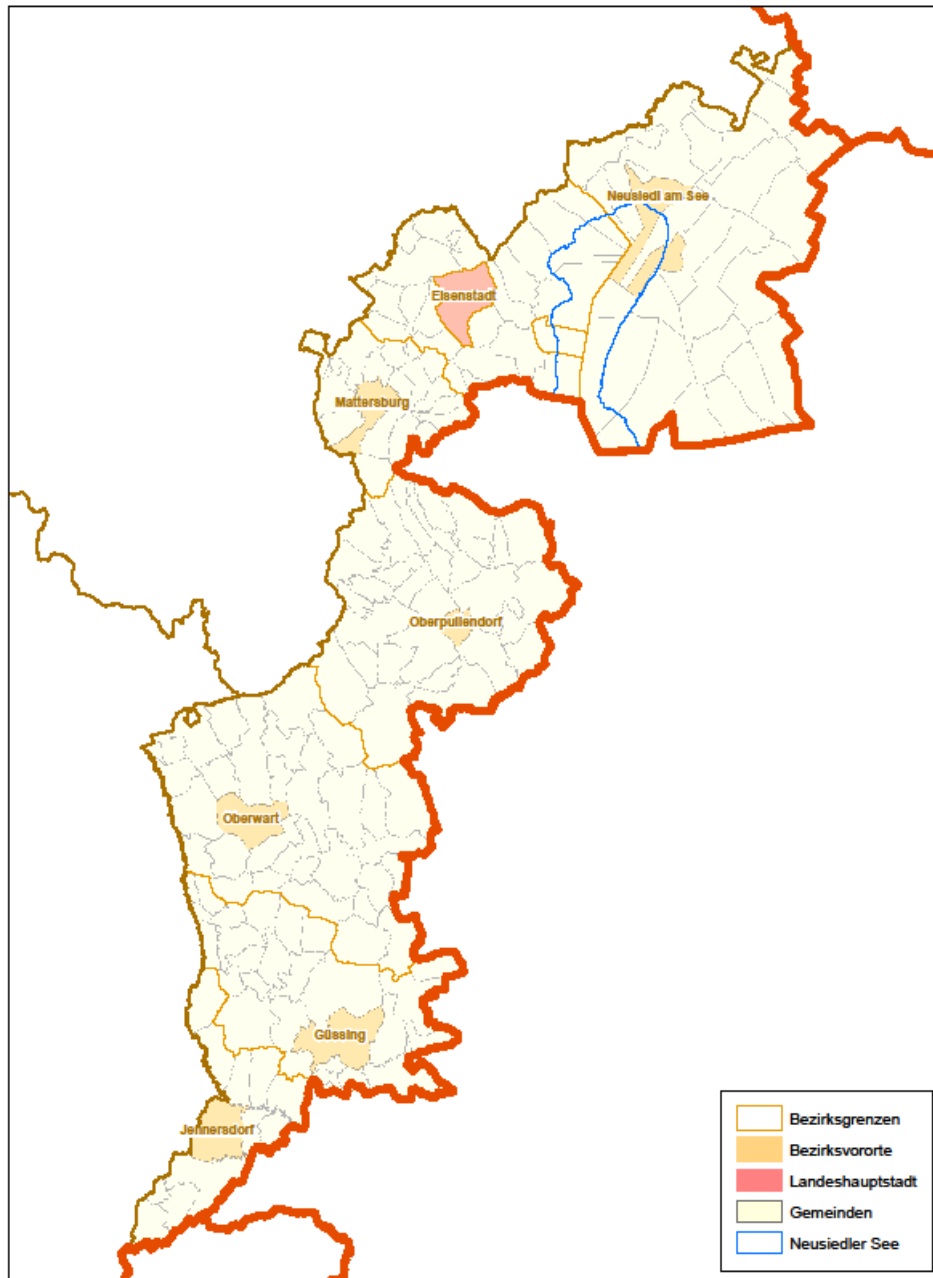 Neusiedl am See
Eisenstadt
Mattersburg
Oberpullendorf
Oberwart
Güssing
Jennersdorf
Bezirksgrenzen
Bezirksvororte
Landeshauptstadt
Gemeinden
Neusiedler See